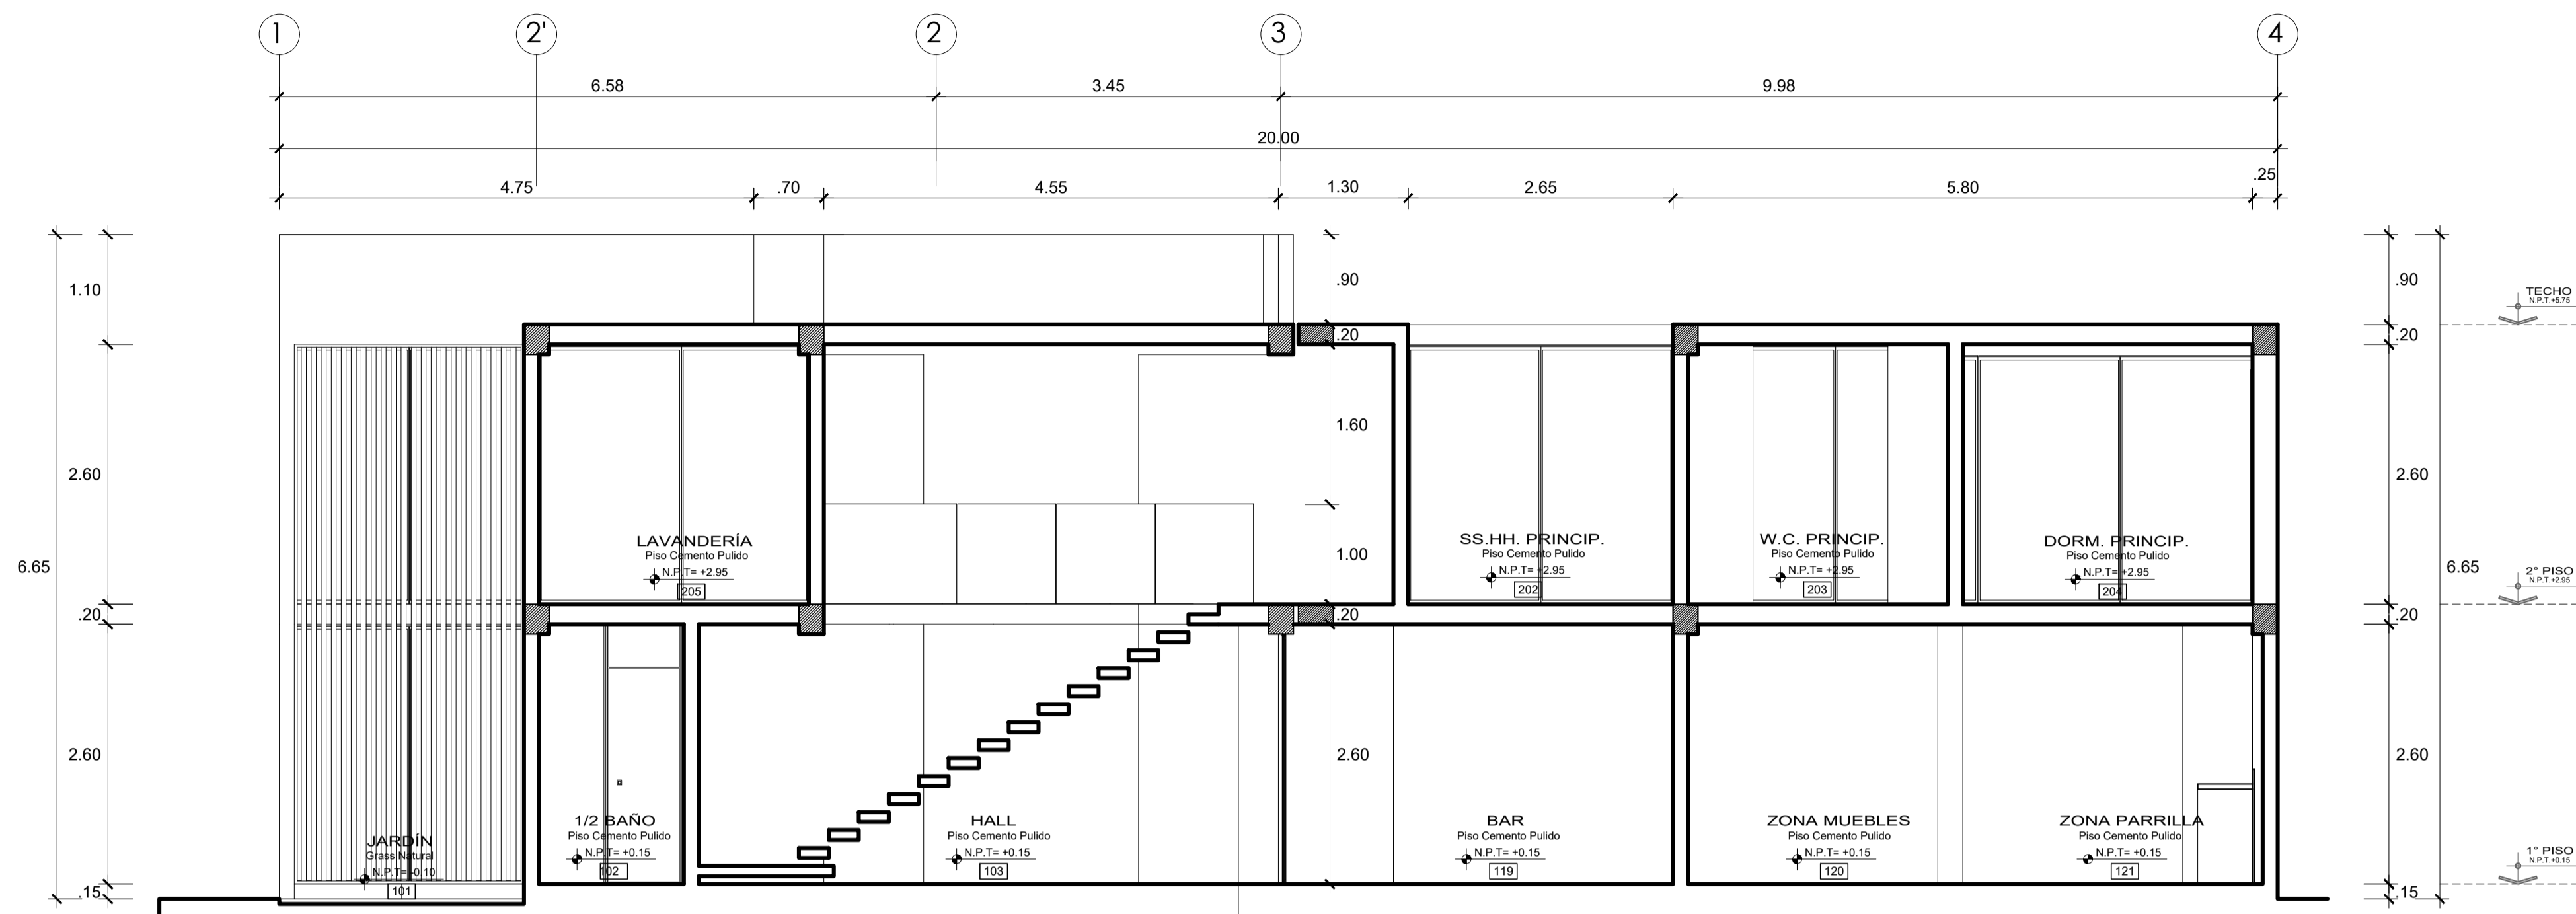 1 2' 2 3 4
6.58 3.45 9.98
20.00
4.75 .70 4.55 1.30 2.65 5.80 .25
1.10
2.60
.20
2.60
.15
6.65
.90
.20
1.60
1.00
.20
2.60
LAVANDERÍA
Piso Cemento Pulido
N.P.T= +2.95
205
SS.HH. PRINCIP.
Piso Cemento Pulido
N.P.T= +2.95
202
W.C. PRINCIP.
Piso Cemento Pulido
N.P.T= +2.95
203
DORM. PRINCIP.
Piso Cemento Pulido
N.P.T= +2.95
204
JARDÍN
Grass Natural
N.P.T= -0.10
101
1/2 BAÑO
Piso Cemento Pulido
N.P.T= +0.15
102
HALL
Piso Cemento Pulido
N.P.T= +0.15
103
BAR
Piso Cemento Pulido
N.P.T= +0.15
119
ZONA MUEBLES
Piso Cemento Pulido
N.P.T= +0.15
120
ZONA PARRILLA
Piso Cemento Pulido
N.P.T= +0.15
121
.90
.20
2.60
.20
2.60
.15
6.65
TECHO
N.P.T.+5.75
2° PISO
N.P.T.+2.95
1° PISO
N.P.T.+0.15